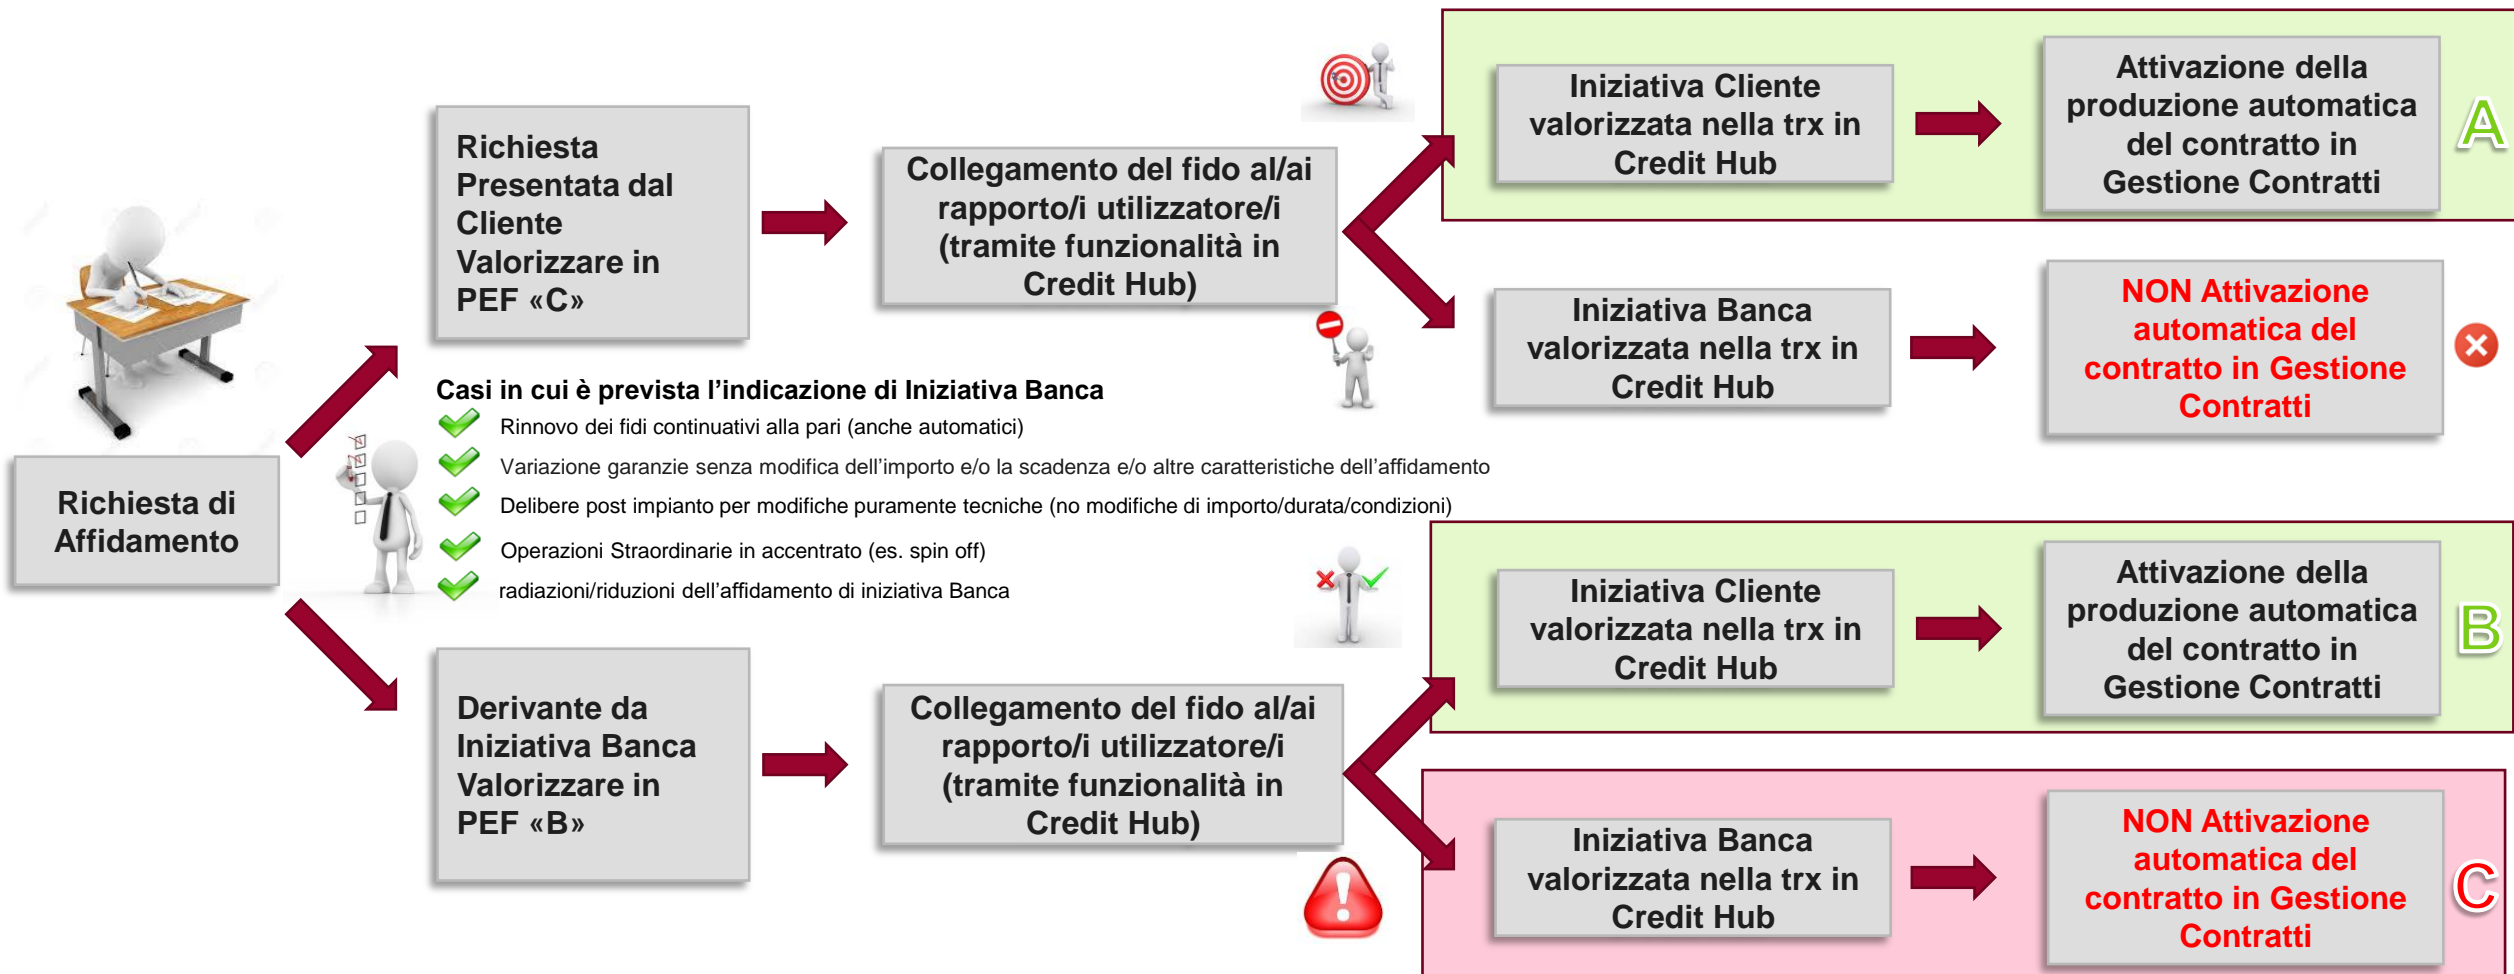 Richiesta di
Affidamento
Richiesta
Presentata dal
Cliente
Valorizzare in
PEF «C»
Collegamento del fido al/ai
rapporto/i utilizzatore/i
(tramite funzionalità in
Credit Hub)
Iniziativa Cliente
valorizzata nella trx in
Credit Hub
Attivazione della
produzione automatica
del contratto in
Gestione Contratti
A
Iniziativa Banca
valorizzata nella trx in
Credit Hub
NON Attivazione
automatica del
contratto in Gestione
Contratti
Casi in cui è prevista l'indicazione di Iniziativa Banca
Rinnovo dei fidi continuativi alla pari (anche automatici)
Variazione garanzie senza modifica dell'importo e/o la scadenza e/o altre caratteristiche dell'affidamento
Delibere post impianto per modifiche puramente tecniche (no modifiche di importo/durata/condizioni)
Operazioni Straordinarie in accentrato (es. spin off)
radiazioni/riduzioni dell'affidamento di iniziativa Banca
Derivante da
Iniziativa Banca
Valorizzare in
PEF «B»
Collegamento del fido al/ai
rapporto/i utilizzatore/i
(tramite funzionalità in
Credit Hub)
Iniziativa Cliente
valorizzata nella trx in
Credit Hub
Attivazione della
produzione automatica
del contratto in
Gestione Contratti
B
Iniziativa Banca
valorizzata nella trx in
Credit Hub
NON Attivazione
automatica del
contratto in Gestione
Contratti
C